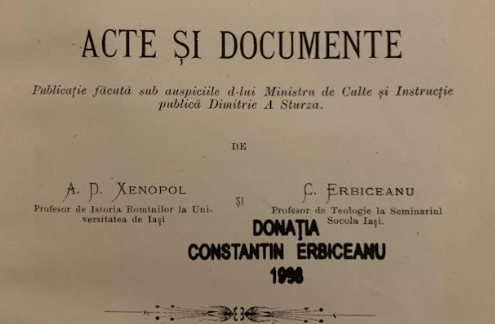 ACTE ȘI DOCUMENTE
Publicație făcută sub auspiciile d-lui Ministru de Culte și Instrucție
publică Dimitrie A Sturza.
DE
A. D. XENOPOL
Profesor de Istoria Romînilor la Uni-
versitatea de Iași
ȘI
C. ERBICEANU
Profesor de Teologie la Seminariul
Socola Iași.
DONAȚIA
CONSTANTIN ERBICEANU
1998